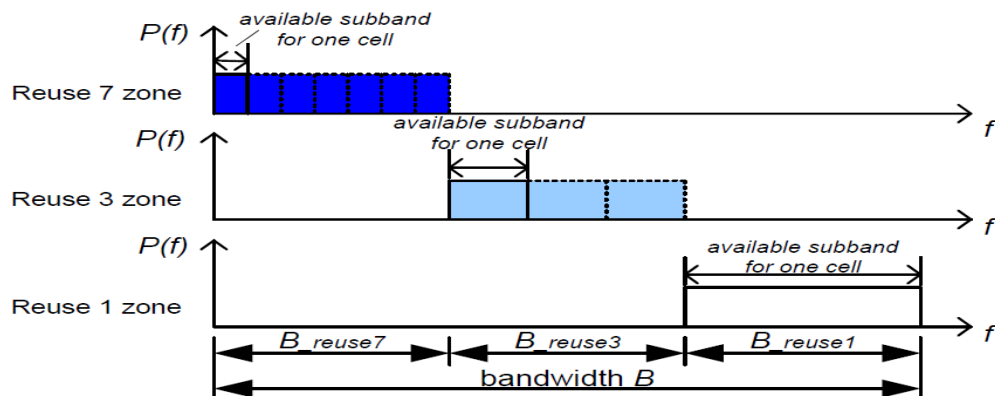 available subband
for one cell
P(f)
Reuse 7 zone
f
available subband
for one cell
P(f)
Reuse 3 zone
f
P(f)
available subband
for one cell
Reuse 1 zone
f
B_reuse7
B_reuse3
B_reuse1
bandwidth B